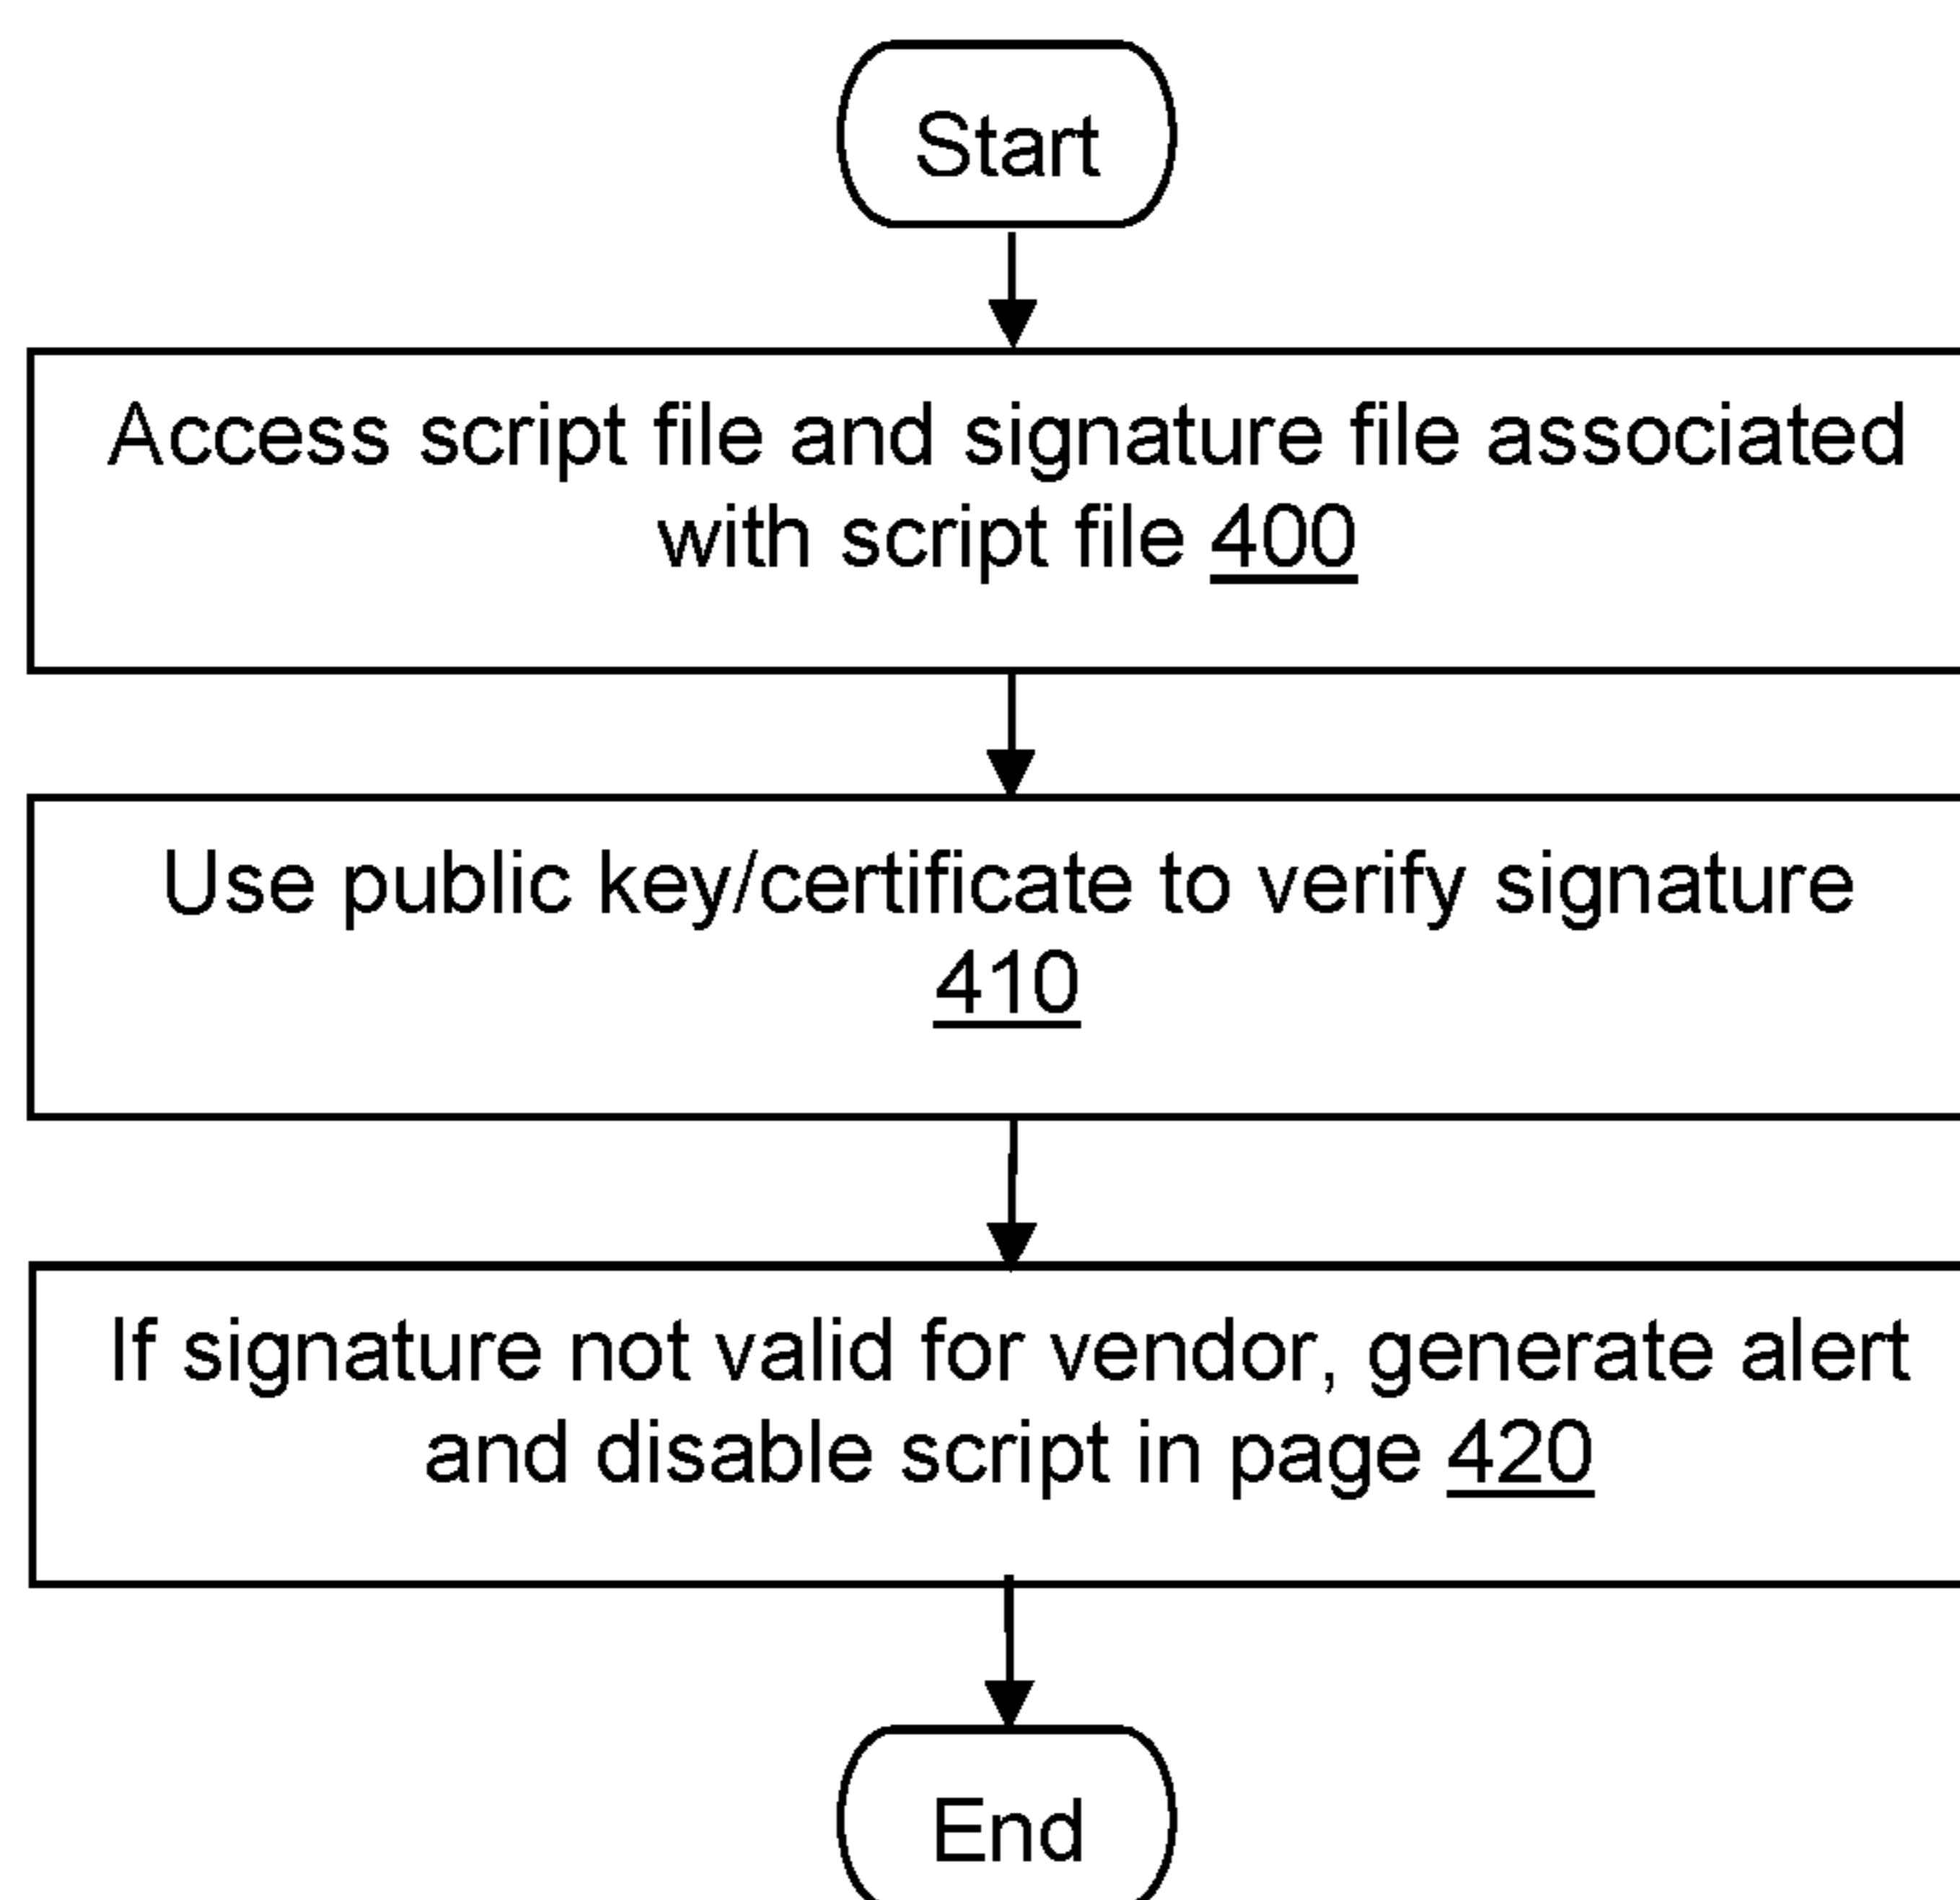 Start
Access script file and signature file associated
with script file 400
Use public key/certificate to verify signature
410
If signature not valid for vendor, generate alert
and disable script in page 420
End